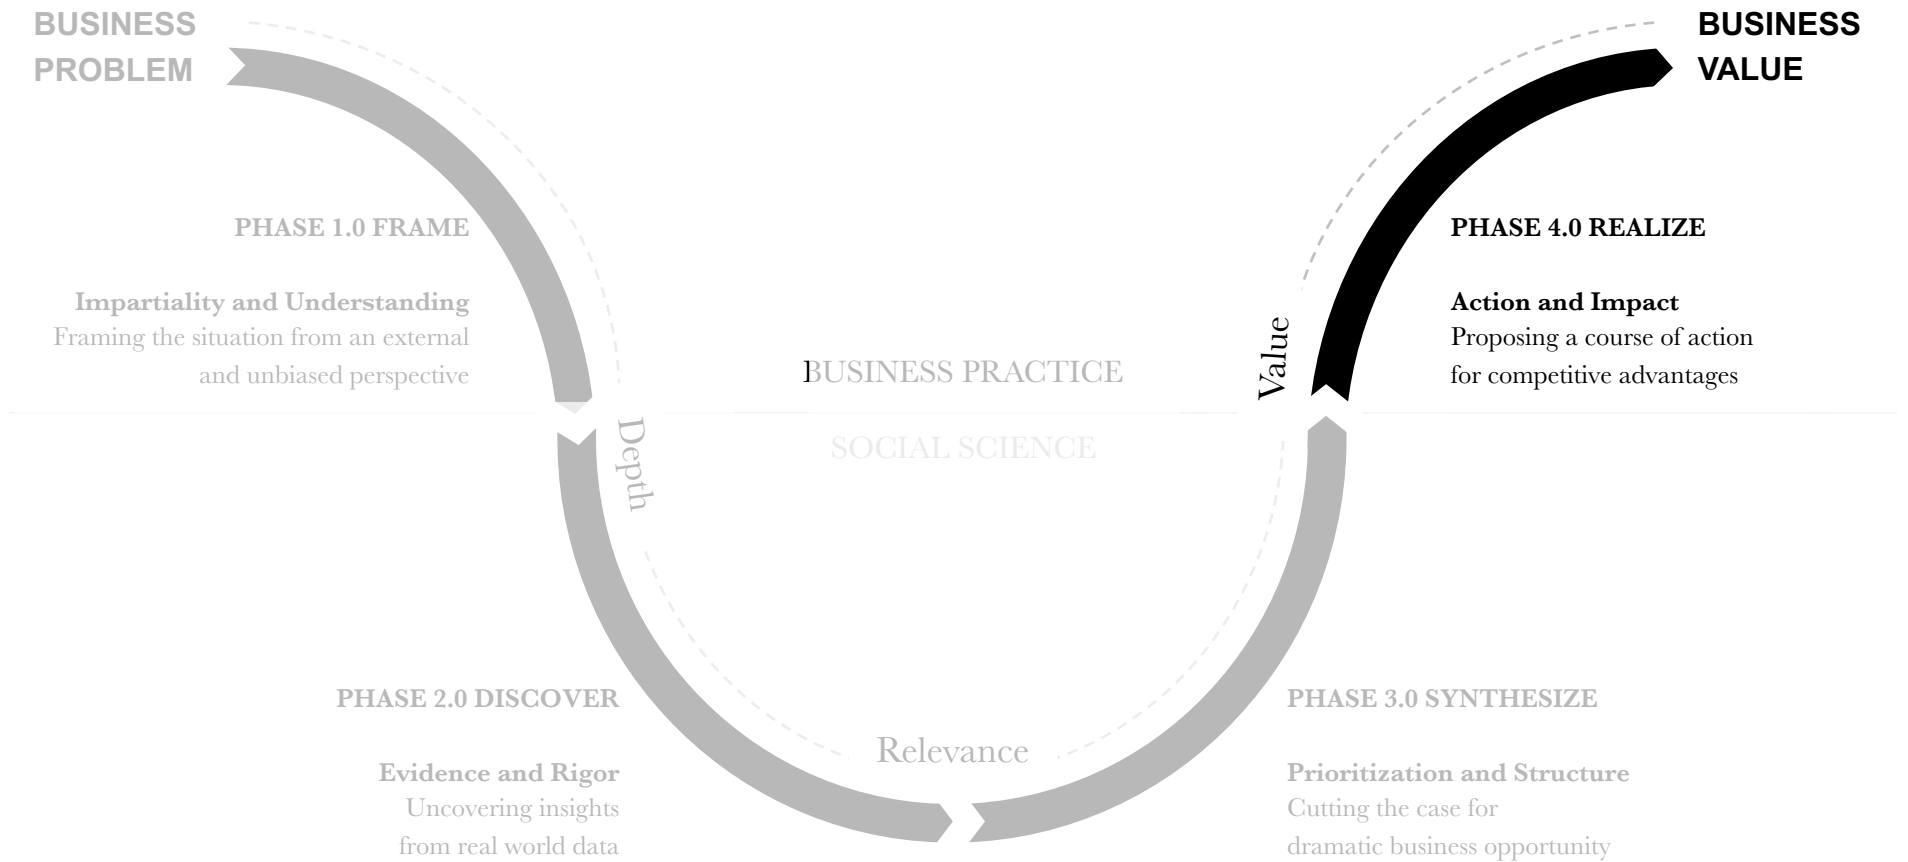 BUSINESS
PROBLEM
BUSINESS
VALUE
PHASE 1.0 FRAME
Impartiality and Understanding
Framing the situation from an external
and unbiased perspective
PHASE 4.0 REALIZE
Action and Impact
Proposing a course of action
for competitive advantages
Value
BUSINESS PRACTICE
SOCIAL SCIENCE
Depth
PHASE 2.0 DISCOVER
Evidence and Rigor
Uncovering insights
from real world data
Relevance
PHASE 3.0 SYNTHESIZE
Prioritization and Structure
Cutting the case for
dramatic business opportunity